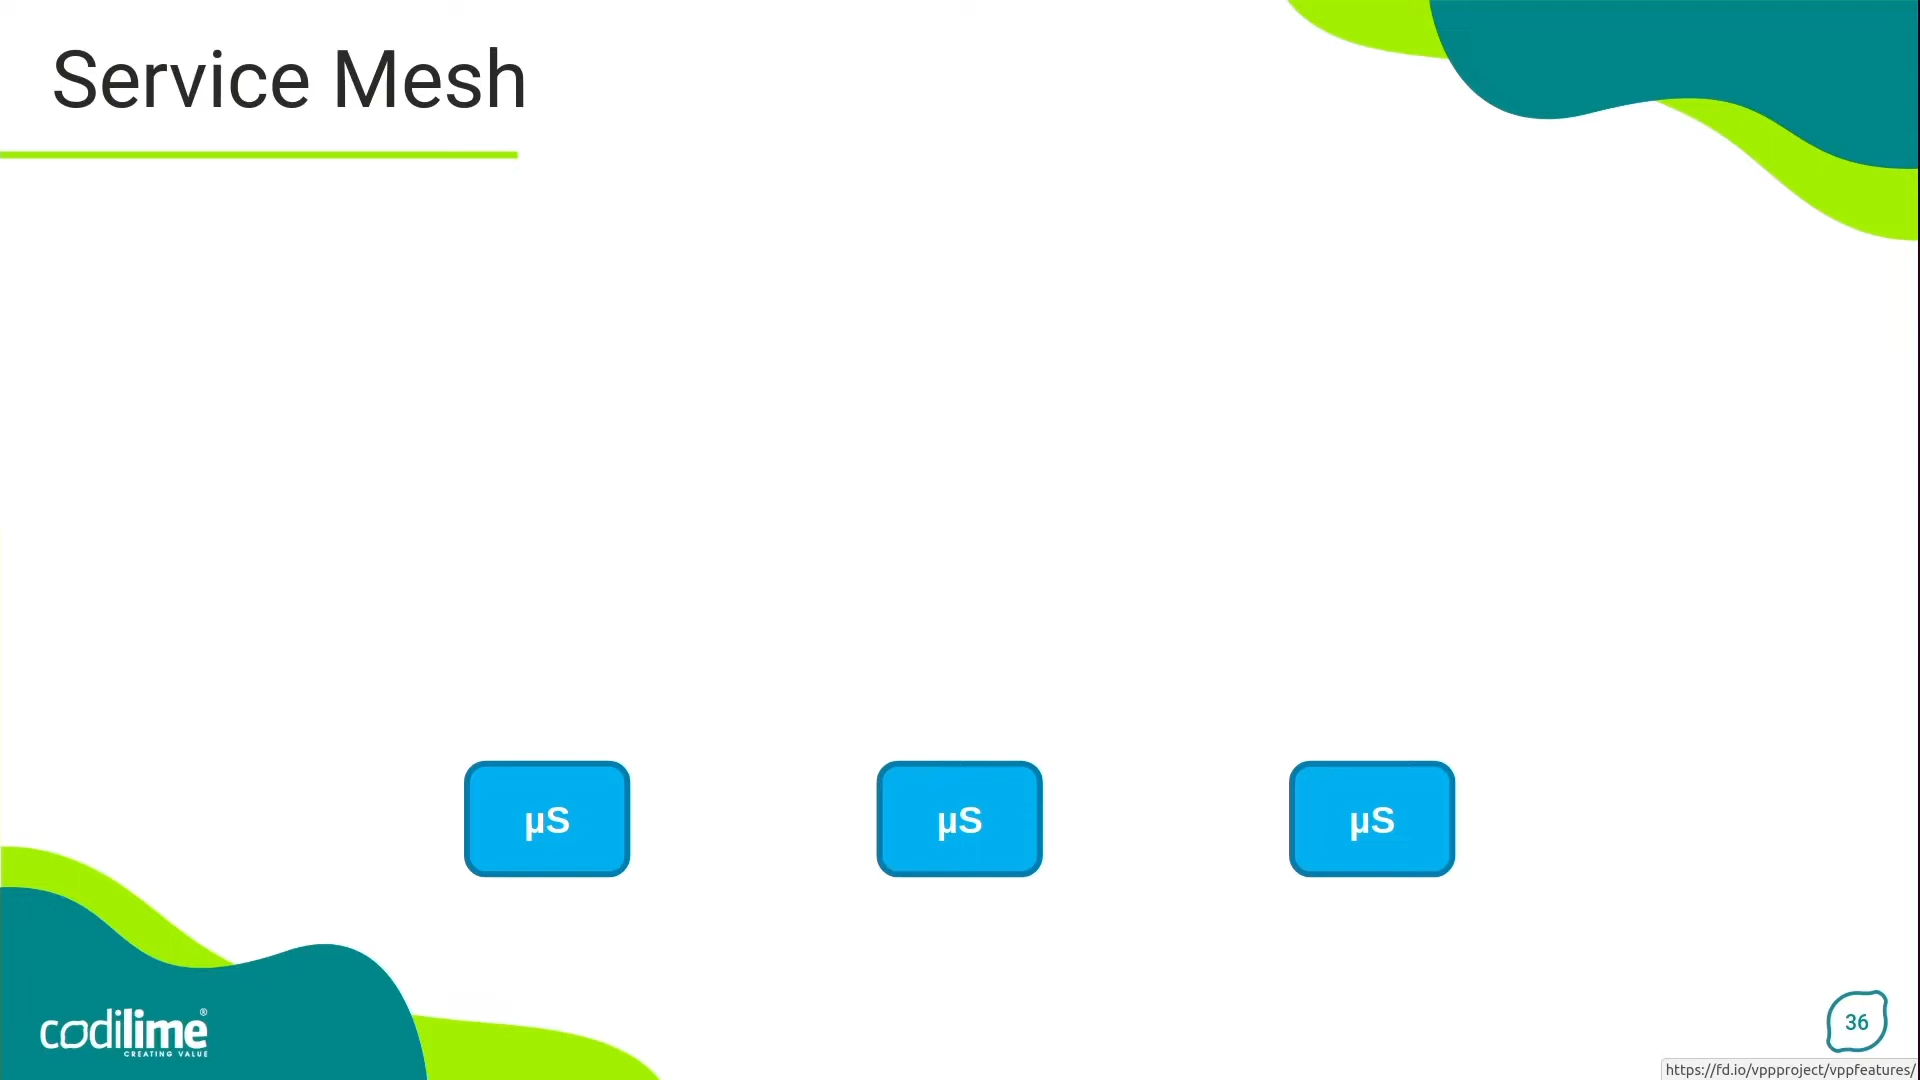 Service Mesh
µS
µS
µS
codilime®
CREATING VALUE
36
https://fd.io/vppproject/vppfeatures/